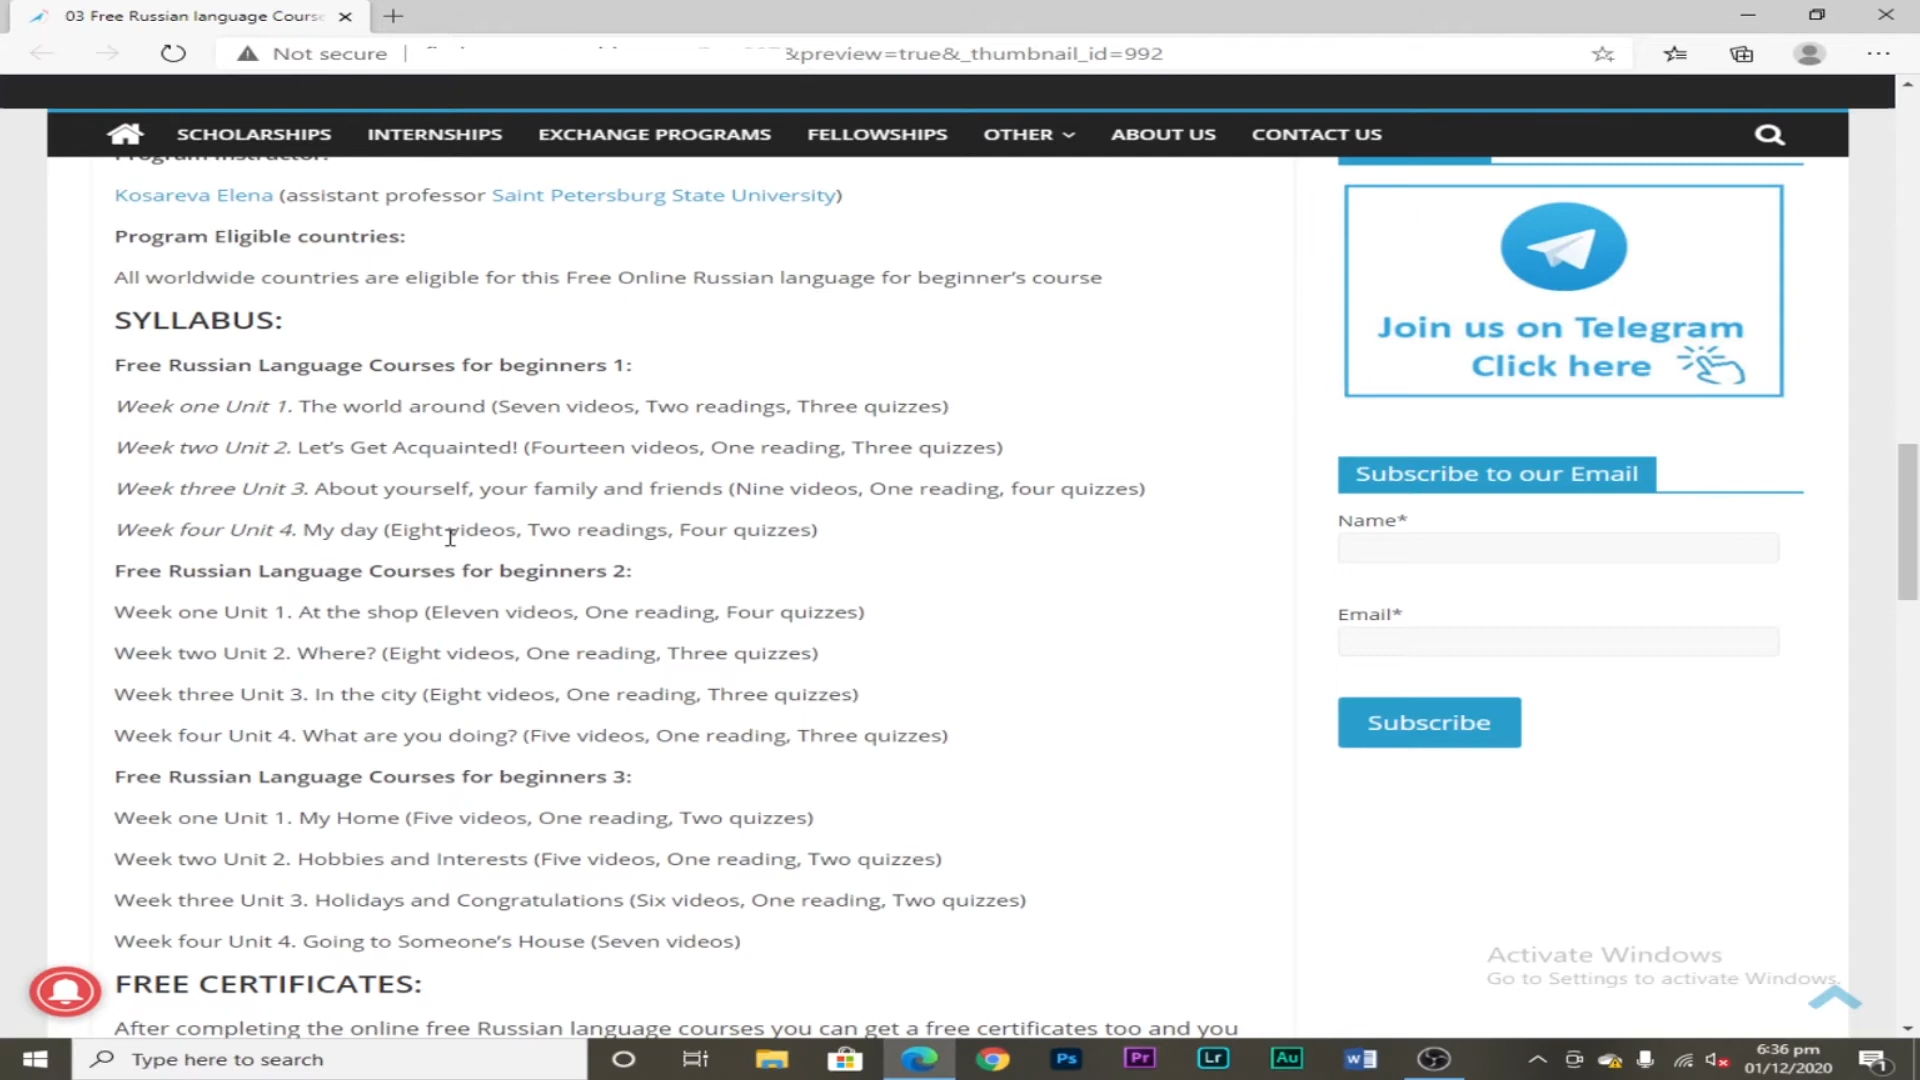 03 Free Russian language Course
Not secure
&preview=true&_thumbnail_id=992
SCHOLARSHIPS INTERNSHIPS EXCHANGE PROGRAMS FELLOWSHIPS OTHER ABOUT US CONTACT US
Program Instructor:
Kosareva Elena (assistant professor Saint Petersburg State University)
Program Eligible countries:
All worldwide countries are eligible for this Free Online Russian language for beginner’s course
SYLLABUS:
Free Russian Language Courses for beginners 1:
Week one Unit 1. The world around (Seven videos, Two readings, Three quizzes)
Week two Unit 2. Let’s Get Acquainted! (Fourteen videos, One reading, Three quizzes)
Week three Unit 3. About yourself, your family and friends (Nine videos, One reading, four quizzes)
Week four Unit 4. My day (Eight videos, Two readings, Four quizzes)
Free Russian Language Courses for beginners 2:
Week one Unit 1. At the shop (Eleven videos, One reading, Four quizzes)
Week two Unit 2. Where? (Eight videos, One reading, Three quizzes)
Week three Unit 3. In the city (Eight videos, One reading, Three quizzes)
Week four Unit 4. What are you doing? (Five videos, One reading, Three quizzes)
Free Russian Language Courses for beginners 3:
Week one Unit 1. My Home (Five videos, One reading, Two quizzes)
Week two Unit 2. Hobbies and Interests (Five videos, One reading, Two quizzes)
Week three Unit 3. Holidays and Congratulations (Six videos, One reading, Two quizzes)
Week four Unit 4. Going to Someone’s House (Seven videos)
FREE CERTIFICATES:
After completing the online free Russian language courses you can get a free certificates too and you
Join us on Telegram
Click here
Subscribe to our Email
Name*
Email*
Subscribe
Activate Windows
Go to Settings to activate Windows.
Type here to search
Ps
Pr
Lr
Au
W
6:36 pm
01/12/2020
1